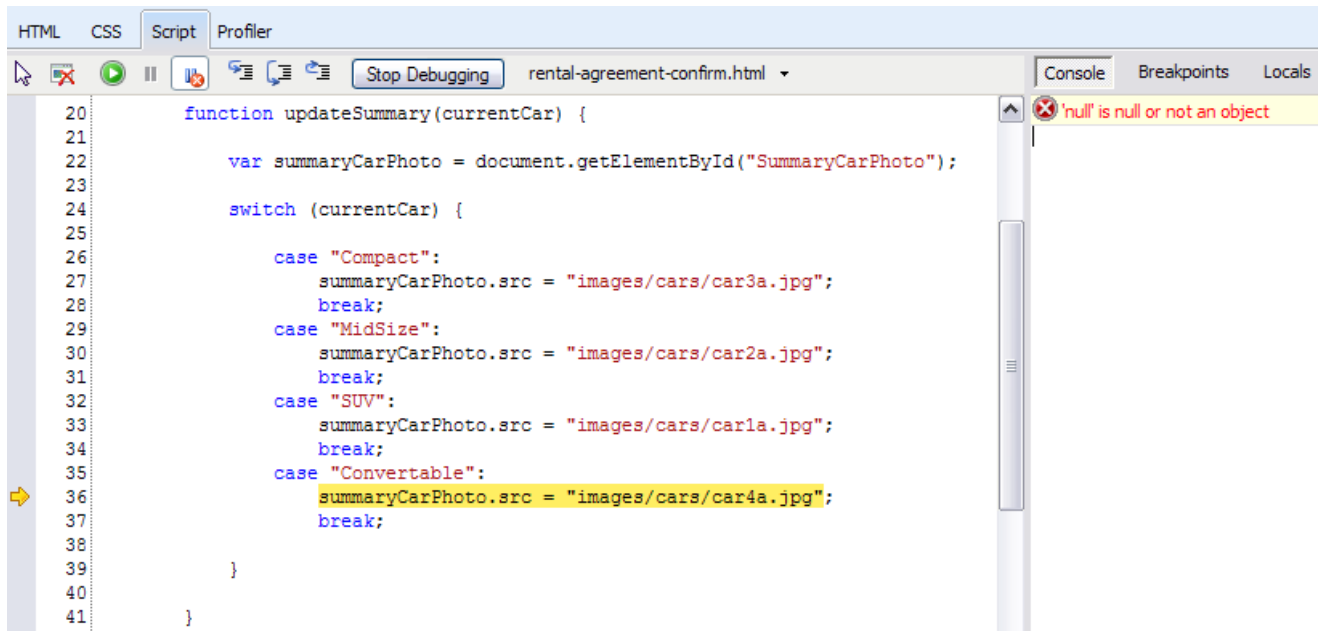 HTML CSS Script Profiler
Stop Debugging rental-agreement-confirm.html
Console Breakpoints Locals
'null' is null or not an object
20 function updateSummary(currentCar) {
21
22 var summaryCarPhoto = document.getElementById("SummaryCarPhoto");
23
24 switch (currentCar) {
25
26 case "Compact":
27 summaryCarPhoto.src = "images/cars/car3a.jpg";
28 break;
29 case "MidSize":
30 summaryCarPhoto.src = "images/cars/car2a.jpg";
31 break;
32 case "SUV":
33 summaryCarPhoto.src = "images/cars/car1a.jpg";
34 break;
35 case "Convertable":
36 summaryCarPhoto.src = "images/cars/car4a.jpg";
37 break;
38
39 }
40
41 }